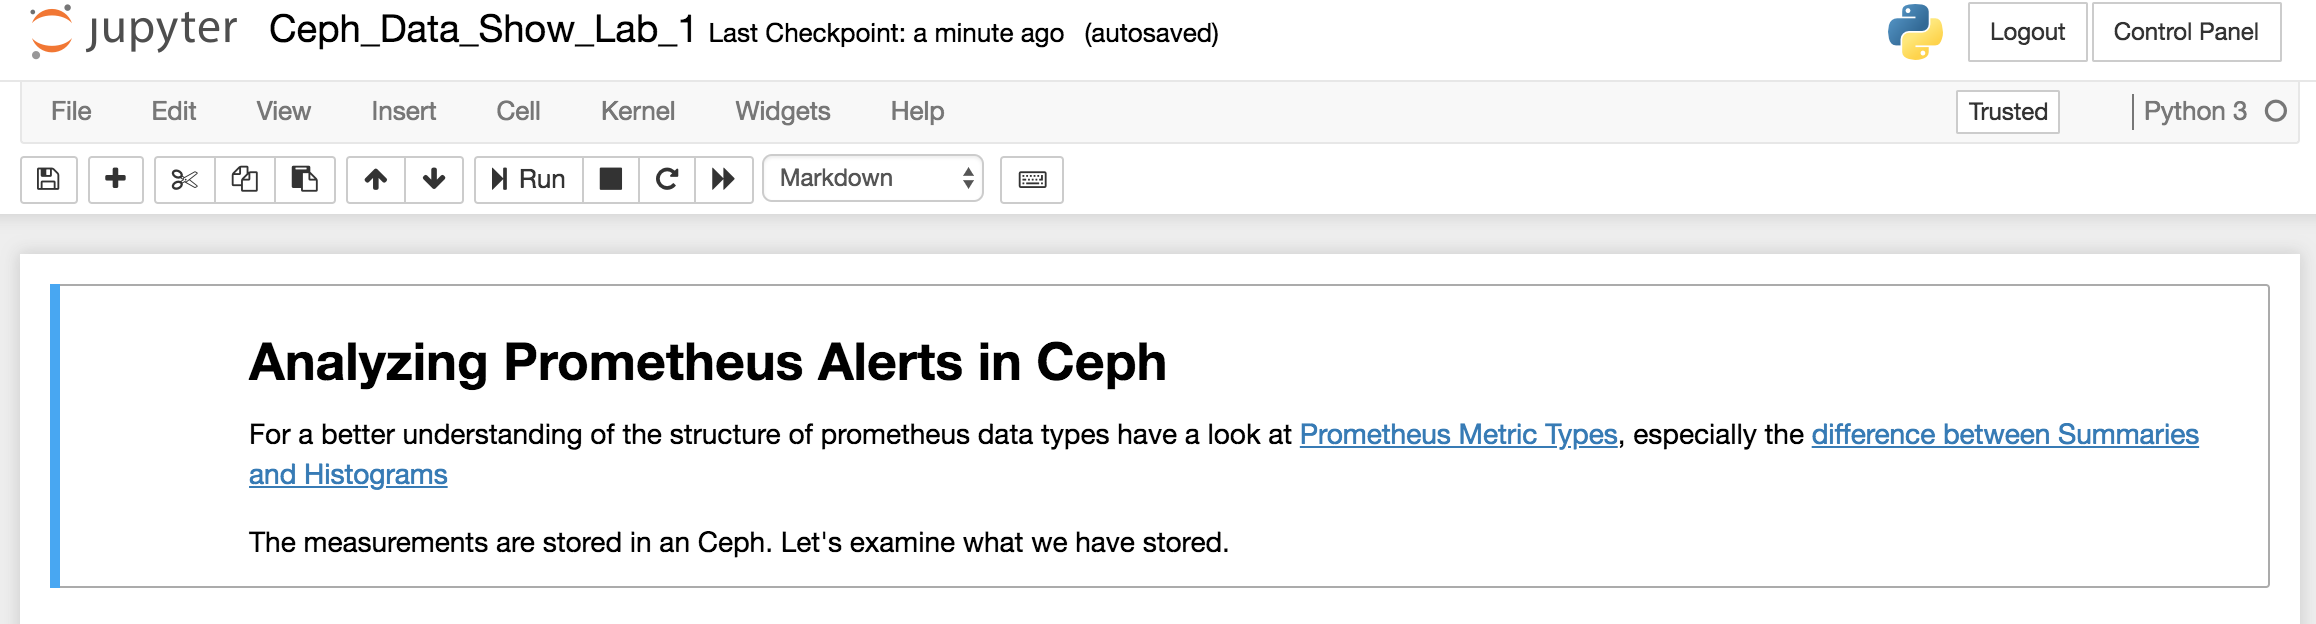 jupyter Ceph_Data_Show_Lab_1 Last Checkpoint: a minute ago (autosaved) Logout Control Panel
File Edit View Insert Cell Kernel Widgets Help Trusted Python 3
Run Markdown
Analyzing Prometheus Alerts in Ceph
For a better understanding of the structure of prometheus data types have a look at Prometheus Metric Types, especially the difference between Summaries
and Histograms
The measurements are stored in an Ceph. Let's examine what we have stored.